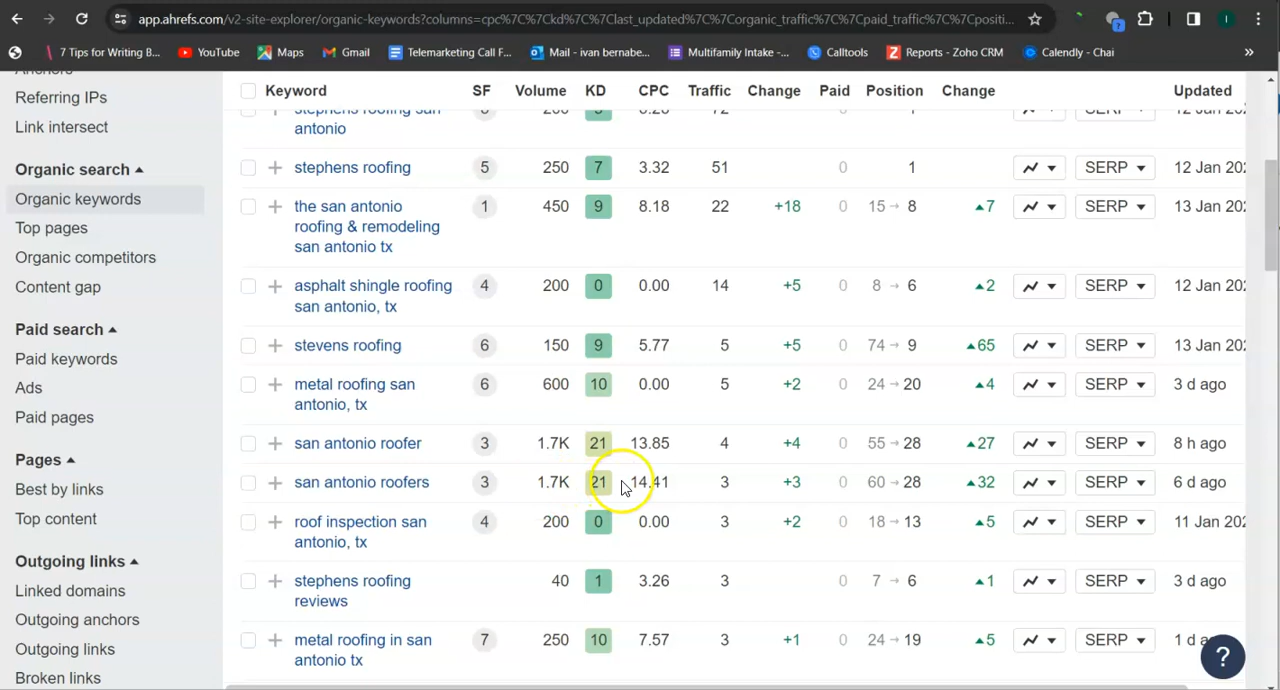 app.ahrefs.com/v2-site-explorer/organic-keywords?columns=cpc%7C%7Ckd%7C%7Clast_updated%7C%7Corganic_traffic%7C%7Cpaid_traffic%7C%7Cpositi...
7 Tips for Writing B... YouTube Maps Gmail Telemarketing Call F... Mail - ivan bernabe... Multifamily Intake -... Calltools Reports - Zoho CRM Calendly - Chai »
Anchors
Referring IPs
Link intersect
Organic search
Organic keywords
Top pages
Organic competitors
Content gap
Paid search
Paid keywords
Ads
Paid pages
Pages
Best by links
Top content
Outgoing links
Linked domains
Outgoing anchors
Outgoing links
Broken links
Keyword SF Volume KD CPC Traffic Change Paid Position Change Updated
stephens roofing san
antonio
SERP 12 Jan 202
stephens roofing 5 250 7 3.32 51 0 1 SERP 12 Jan 202
the san antonio 1 450 9 8.18 22 +18 0 15 → 8 ▲7 SERP 13 Jan 202
roofing & remodeling
san antonio tx
asphalt shingle roofing 4 200 0 0.00 14 +5 0 8 → 6 ▲2 SERP 12 Jan 202
san antonio, tx
stevens roofing 6 150 9 5.77 5 +5 0 74 → 9 ▲65 SERP 13 Jan 202
metal roofing san 6 600 10 0.00 5 +2 0 24 → 20 ▲4 SERP 3 d ago
antonio, tx
san antonio roofer 3 1.7K 21 13.85 4 +4 0 55 → 28 ▲27 SERP 8 h ago
san antonio roofers 3 1.7K 21 14.41 3 +3 0 60 → 28 ▲32 SERP 6 d ago
roof inspection san 4 200 0 0.00 3 +2 0 18 → 13 ▲5 SERP 11 Jan 202
antonio, tx
stephens roofing 40 1 3.26 3 0 7 → 6 ▲1 SERP 3 d ago
reviews
metal roofing in san 7 250 10 7.57 3 +1 0 24 → 19 ▲5 SERP 1 d
antonio tx
?